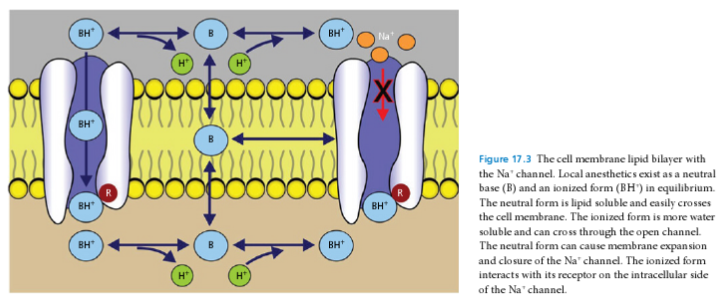 BH⁺ B BH⁺ Na⁺
H⁺ H⁺ X
BH⁺ B
R R
BH⁺ BH⁺
BH⁺ B BH⁺
H⁺ H⁺
Figure 17.3 The cell membrane lipid bilayer with
the Na⁺ channel. Local anesthetics exist as a neutral
base (B) and an ionized form (BH⁺) in equilibrium.
The neutral form is lipid soluble and easily crosses
the cell membrane. The ionized form is more water
soluble and can cross through the open channel.
The neutral form can cause membrane expansion
and closure of the Na⁺ channel. The ionized form
interacts with its receptor on the intracellular side
of the Na⁺ channel.